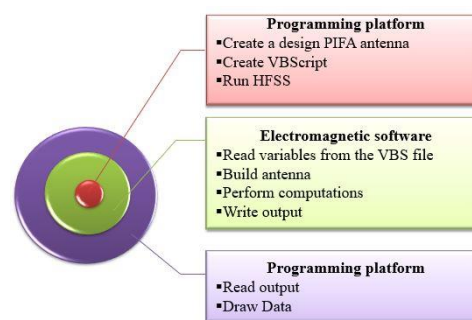 Programming platform
▪Create a design PIFA antenna
▪Create VBScript
▪Run HFSS
Electromagnetic software
▪Read variables from the VBS file
▪Build antenna
▪Perform computations
▪Write output
Programming platform
▪Read output
▪Draw Data